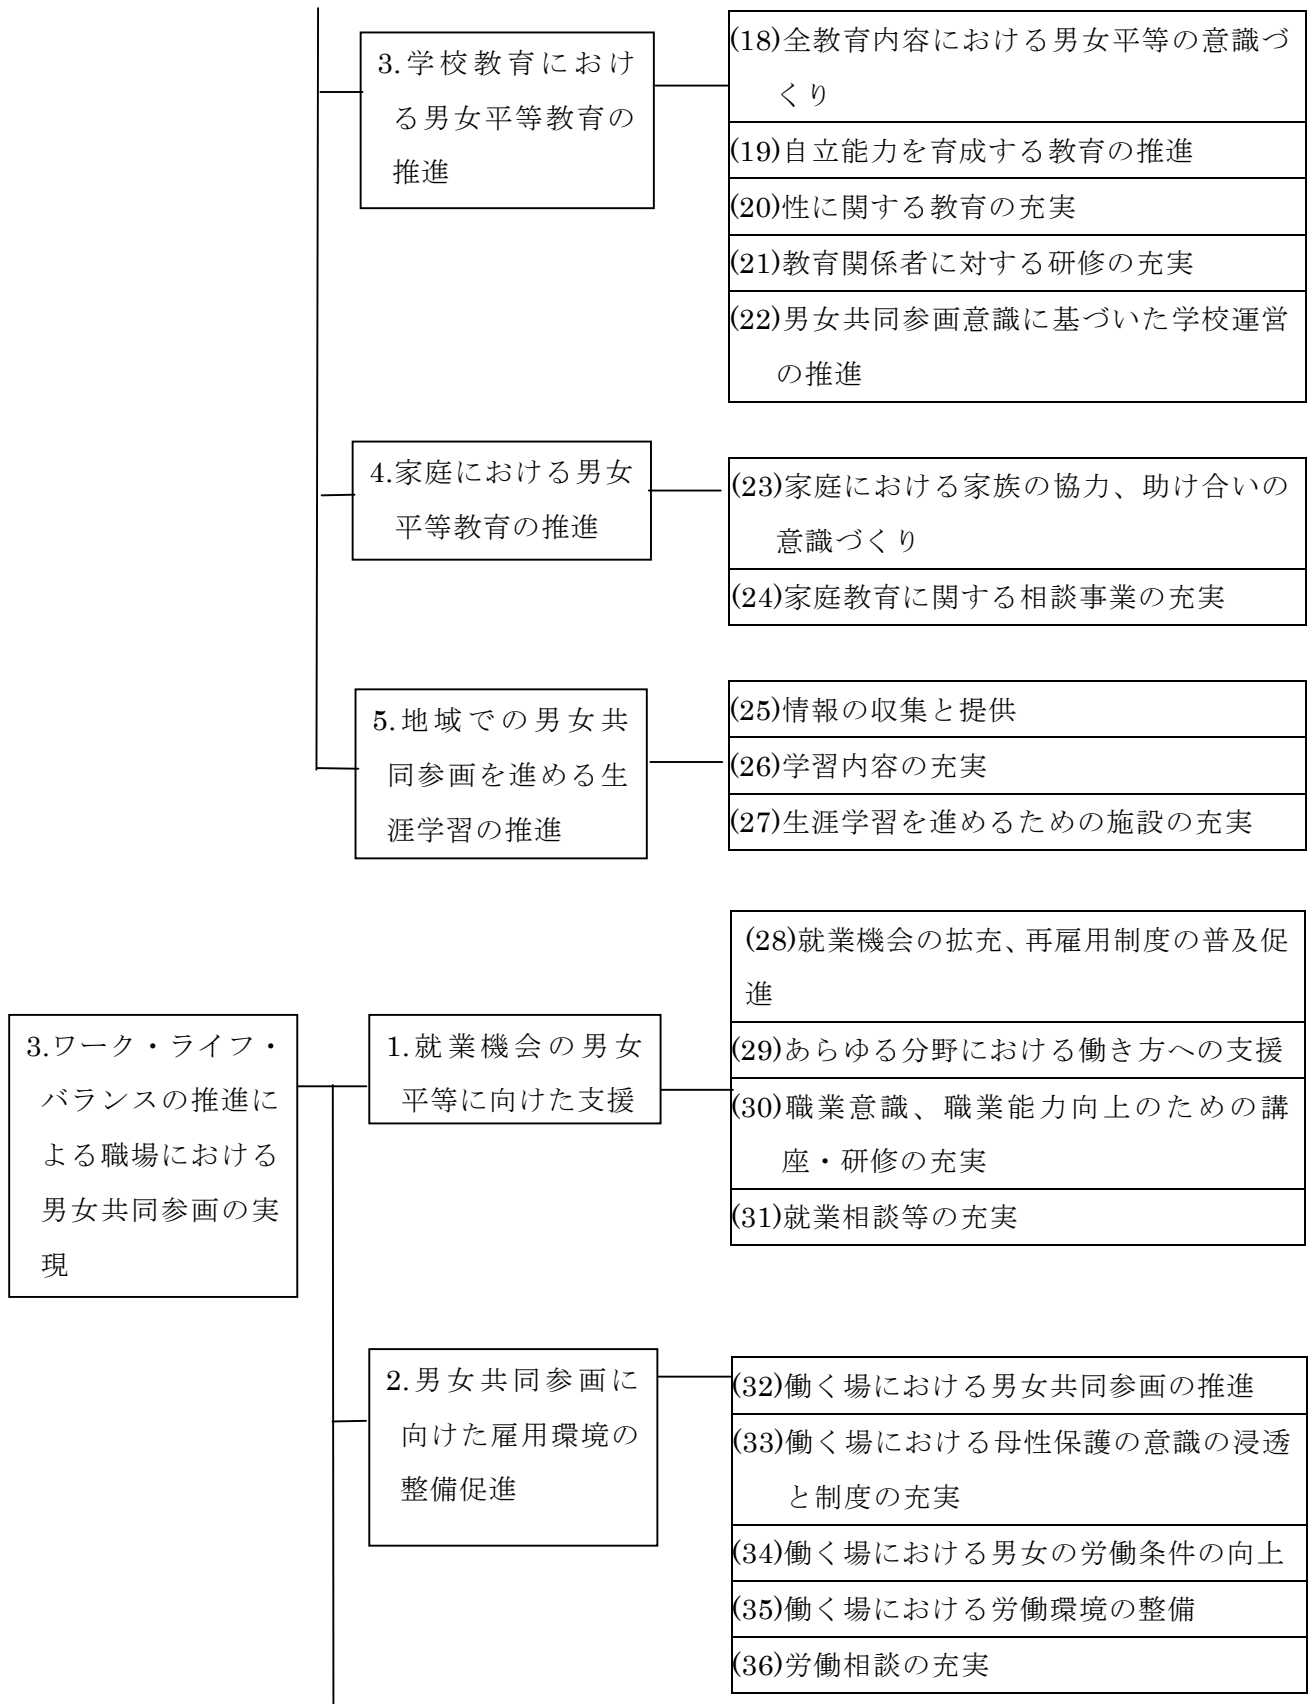 3.学校教育におけ
る男女平等教育の
推進
(18)全教育内容における男女平等の意識づ
くり
(19)自立能力を育成する教育の推進
(20)性に関する教育の充実
(21)教育関係者に対する研修の充実
(22)男女共同参画意識に基づいた学校運営
の推進
4.家庭における男女
平等教育の推進
(23)家庭における家族の協力、助け合いの
意識づくり
(24)家庭教育に関する相談事業の充実
5.地域での男女共
同参画を進める生
涯学習の推進
(25)情報の収集と提供
(26)学習内容の充実
(27)生涯学習を進めるための施設の充実
3.ワーク・ライフ・
バランスの推進に
よる職場における
男女共同参画の実
現
1.就業機会の男女
平等に向けた支援
(28)就業機会の拡充、再雇用制度の普及促
進
(29)あらゆる分野における働き方への支援
(30)職業意識、職業能力向上のための講
座・研修の充実
(31)就業相談等の充実
2.男女共同参画に
向けた雇用環境の
整備促進
(32)働く場における男女共同参画の推進
(33)働く場における母性保護の意識の浸透
と制度の充実
(34)働く場における男女の労働条件の向上
(35)働く場における労働環境の整備
(36)労働相談の充実